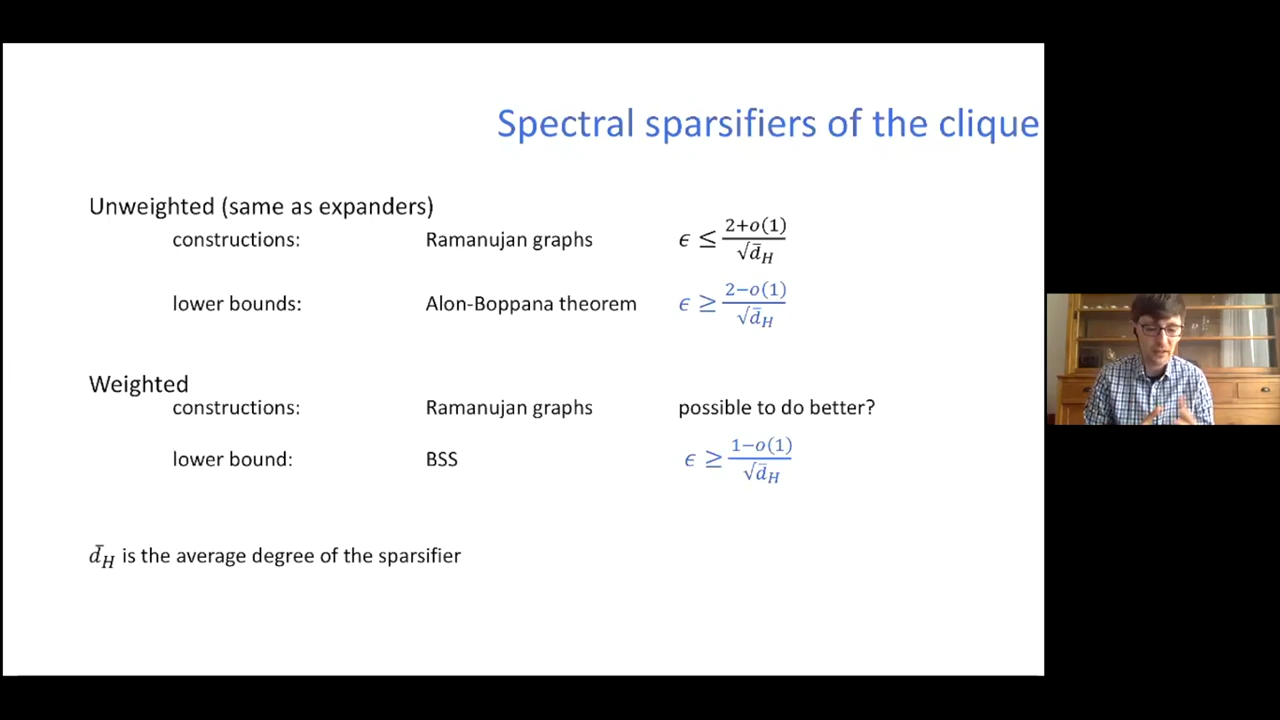 Spectral sparsifiers of the clique
Unweighted (same as expanders)
constructions: Ramanujan graphs ϵ ≤ (2+o(1))/√d̄_H
lower bounds: Alon-Boppana theorem ϵ ≥ (2−o(1))/√d̄_H
Weighted
constructions: Ramanujan graphs possible to do better?
lower bound: BSS ϵ ≥ (1−o(1))/√d̄_H
d̄_H is the average degree of the sparsifier